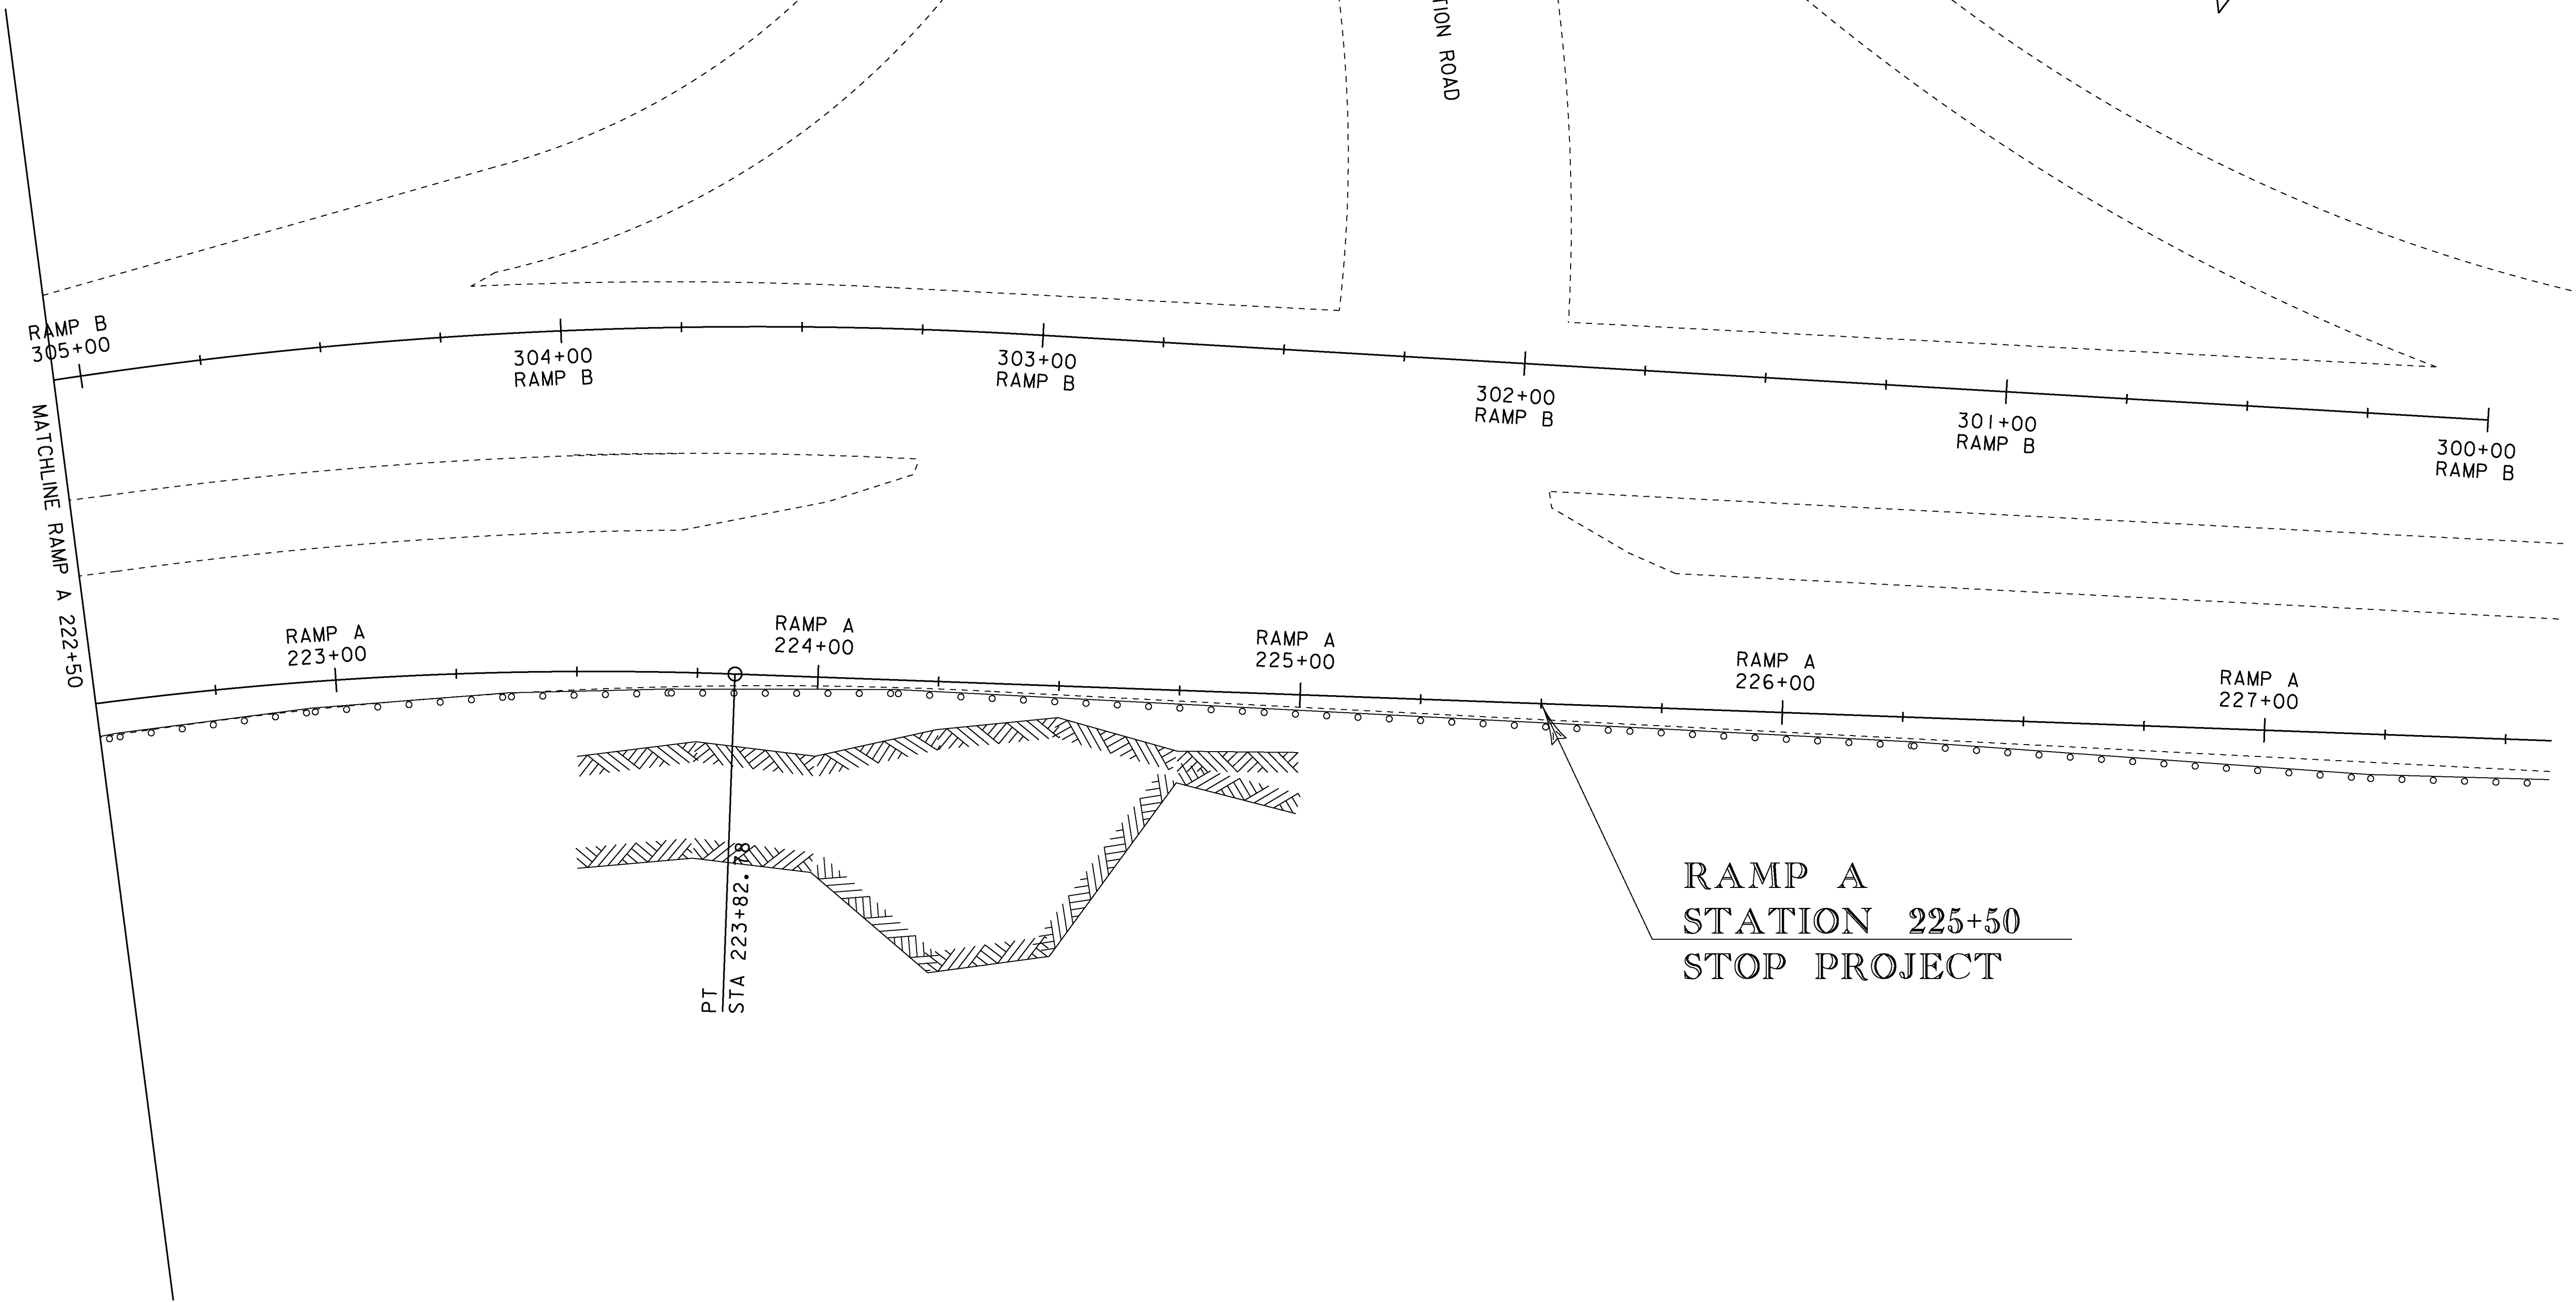 TION ROAD
RAMP B
305+00
304+00
RAMP B
303+00
RAMP B
302+00
RAMP B
301+00
RAMP B
300+00
RAMP B
MATCHLINE RAMP A 222+50
RAMP A
223+00
RAMP A
224+00
RAMP A
225+00
RAMP A
226+00
RAMP A
227+00
PT
STA 223+82.78
RAMP A
STATION 225+50
STOP PROJECT